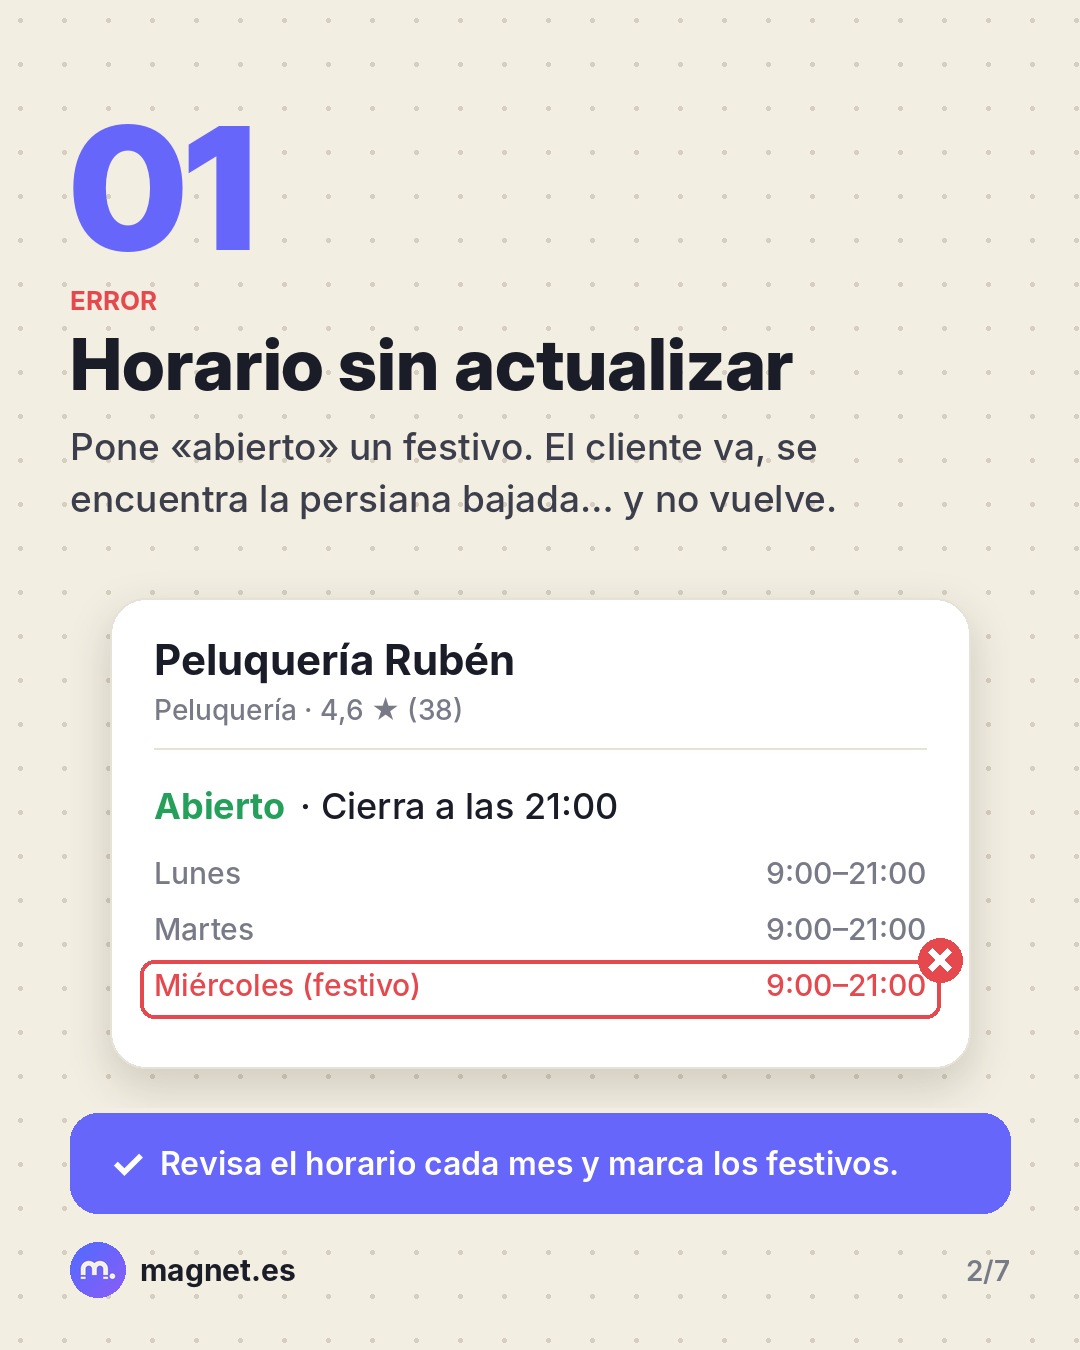 01
ERROR
Horario sin actualizar
Pone «abierto» un festivo. El cliente va, se
encuentra la persiana bajada... y no vuelve.
Peluquería Rubén
Peluquería · 4,6 ★ (38)
Abierto · Cierra a las 21:00
Lunes 9:00–21:00
Martes 9:00–21:00
Miércoles (festivo) 9:00–21:00
Revisa el horario cada mes y marca los festivos.
m. magnet.es 2/7